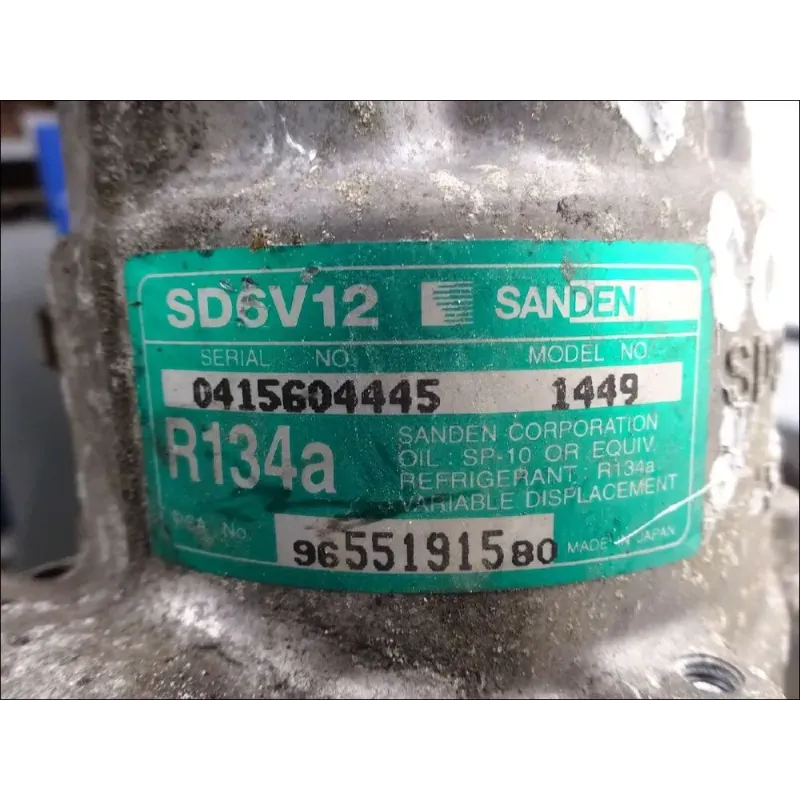 SD6V12 SANDEN
SERIAL NO. MODEL NO.
0415604445 1449
R134a
SANDEN CORPORATION
OIL : SP-10 OR EQUIV.
REFRIGERANT : R134a
VARIABLE DISPLACEMENT
PSA No.
9655191580
MADE IN JAPAN